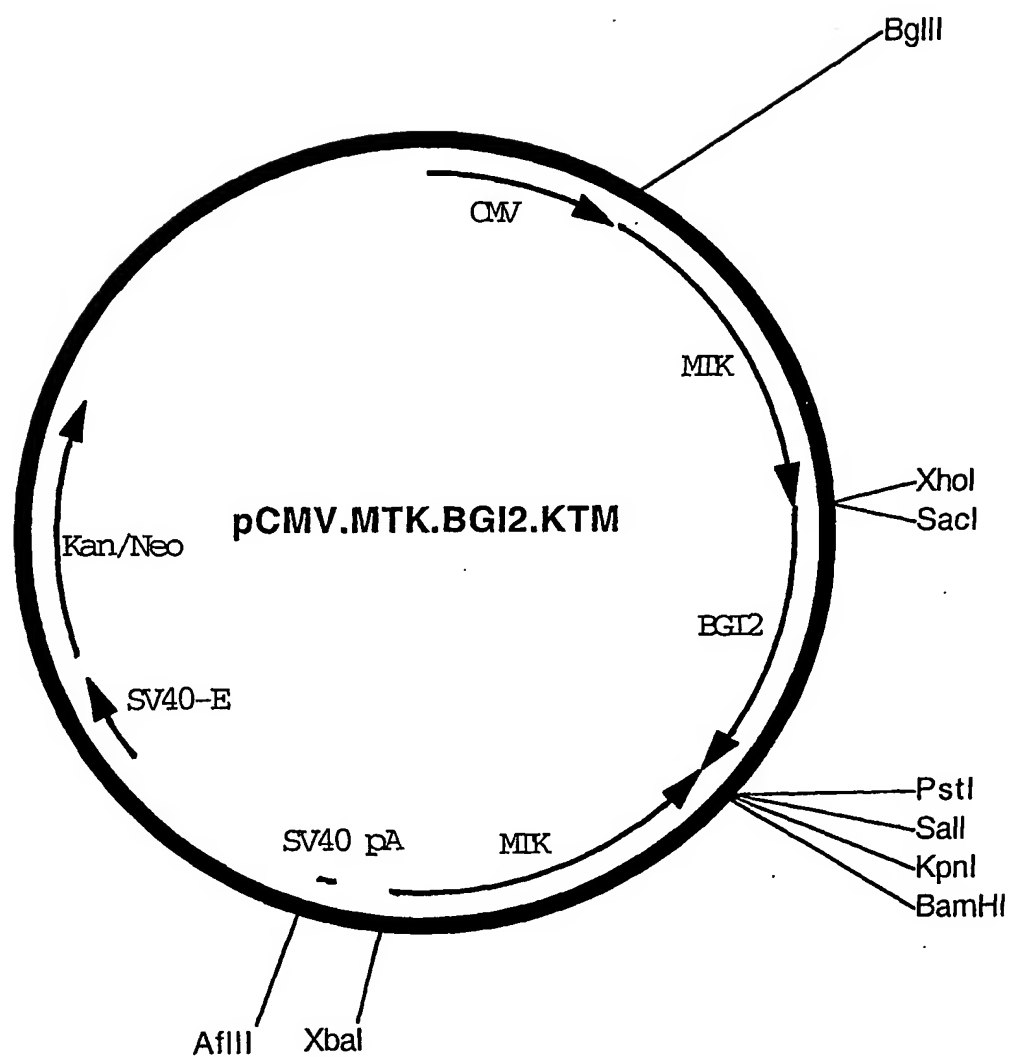 BglII
CMV
MTK
XhoI
SacI
pCMV.MTK.BGI2.KTM
Kan/Neo
BGI2
SV40-E
PstI
SalI
KpnI
BamHI
SV40 pA
MTK
AflII
XbaI